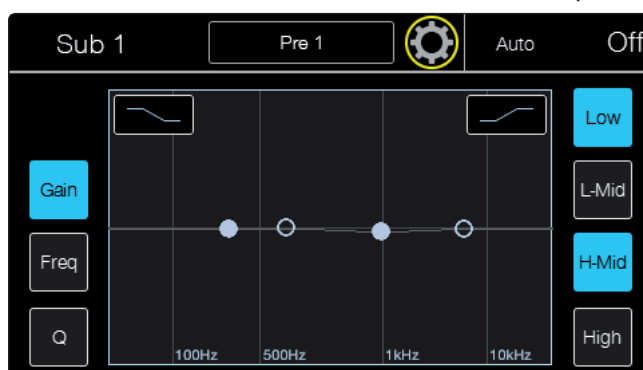 Sub 1 Pre 1 Auto Off
Low
Gain L-Mid
Freq H-Mid
Q High
100Hz 500Hz 1kHz 10kHz